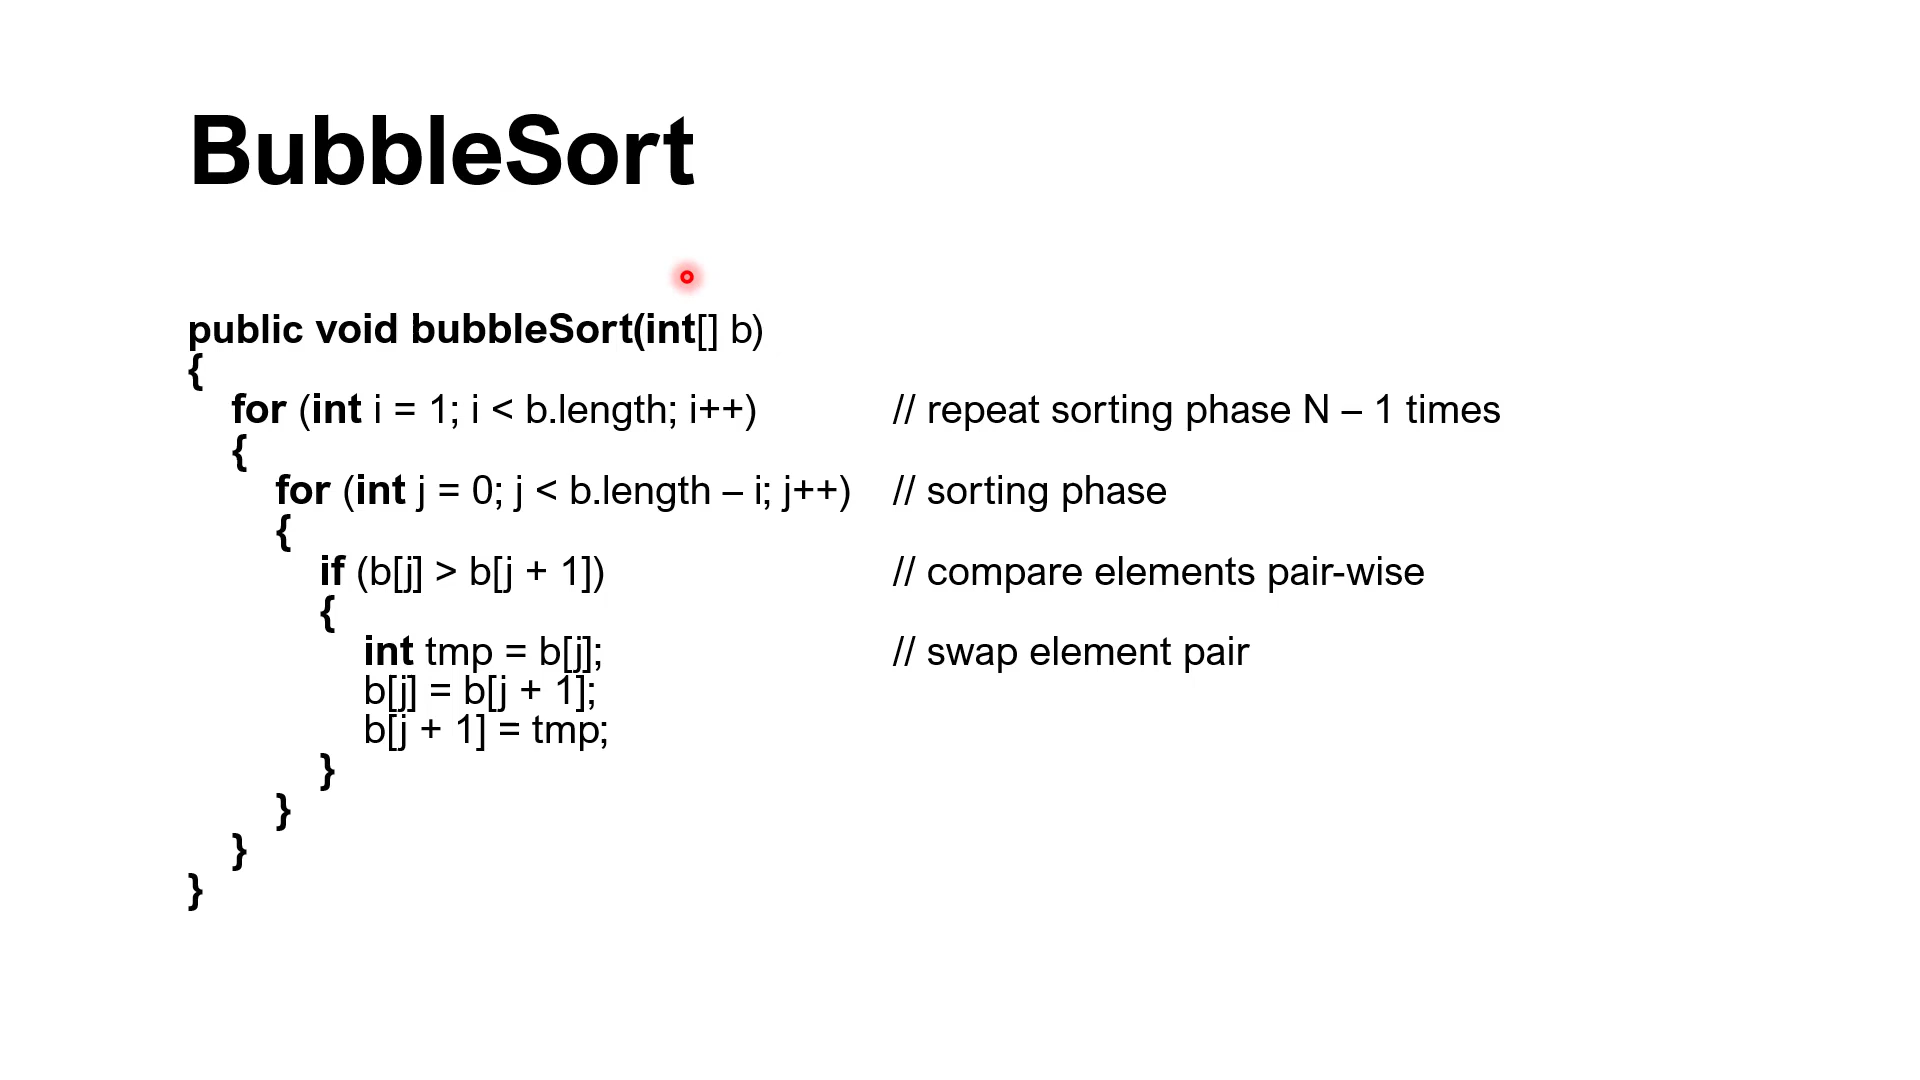 BubbleSort
public void bubbleSort(int[] b)
{
for (int i = 1; i < b.length; i++) // repeat sorting phase N – 1 times
{
for (int j = 0; j < b.length – i; j++) // sorting phase
{
if (b[j] > b[j + 1]) // compare elements pair-wise
{
int tmp = b[j]; // swap element pair
b[j] = b[j + 1];
b[j + 1] = tmp;
}
}
}
}